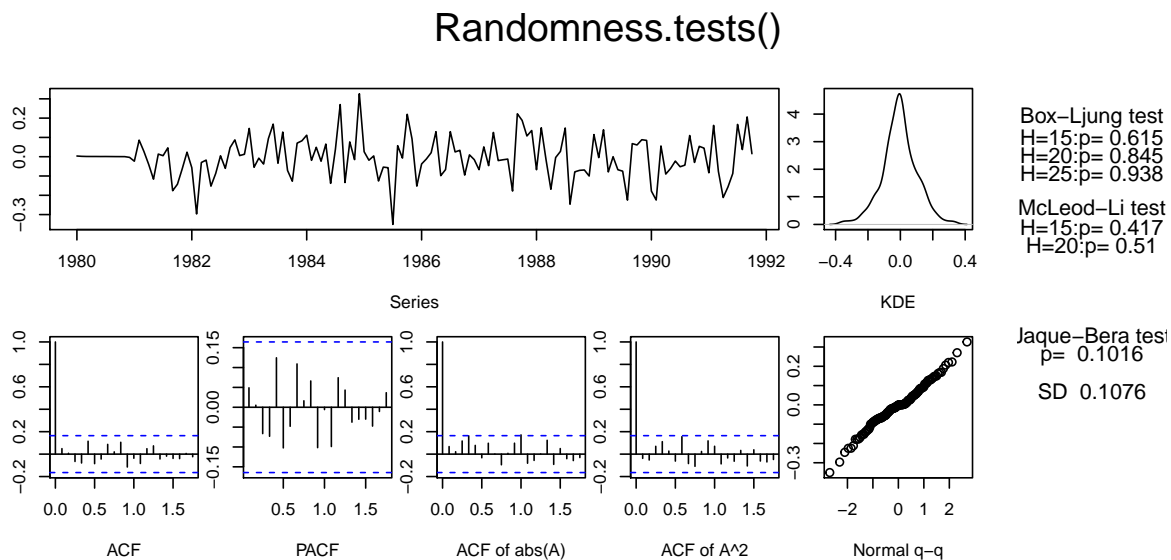 Randomness.tests()
0.2
0.0
−0.3
1980 1982 1984 1986 1988 1990 1992
Series
4
3
2
1
0
−0.4 0.0 0.4
KDE
Box−Ljung test
H=15:p= 0.615
H=20:p= 0.845
H=25:p= 0.938
McLeod−Li test
H=15:p= 0.417
H=20:p= 0.51
1.0
0.6
0.2
−0.2
0.0 0.5 1.0 1.5
ACF
0.15
0.00
−0.15
0.5 1.0 1.5
PACF
1.0
0.6
0.2
−0.2
0.0 0.5 1.0 1.5
ACF of abs(A)
1.0
0.6
0.2
−0.2
0.0 0.5 1.0 1.5
ACF of A^2
0.2
0.0
−0.3
−2 0 1 2
Normal q−q
Jaque−Bera test
p= 0.1016
SD 0.1076